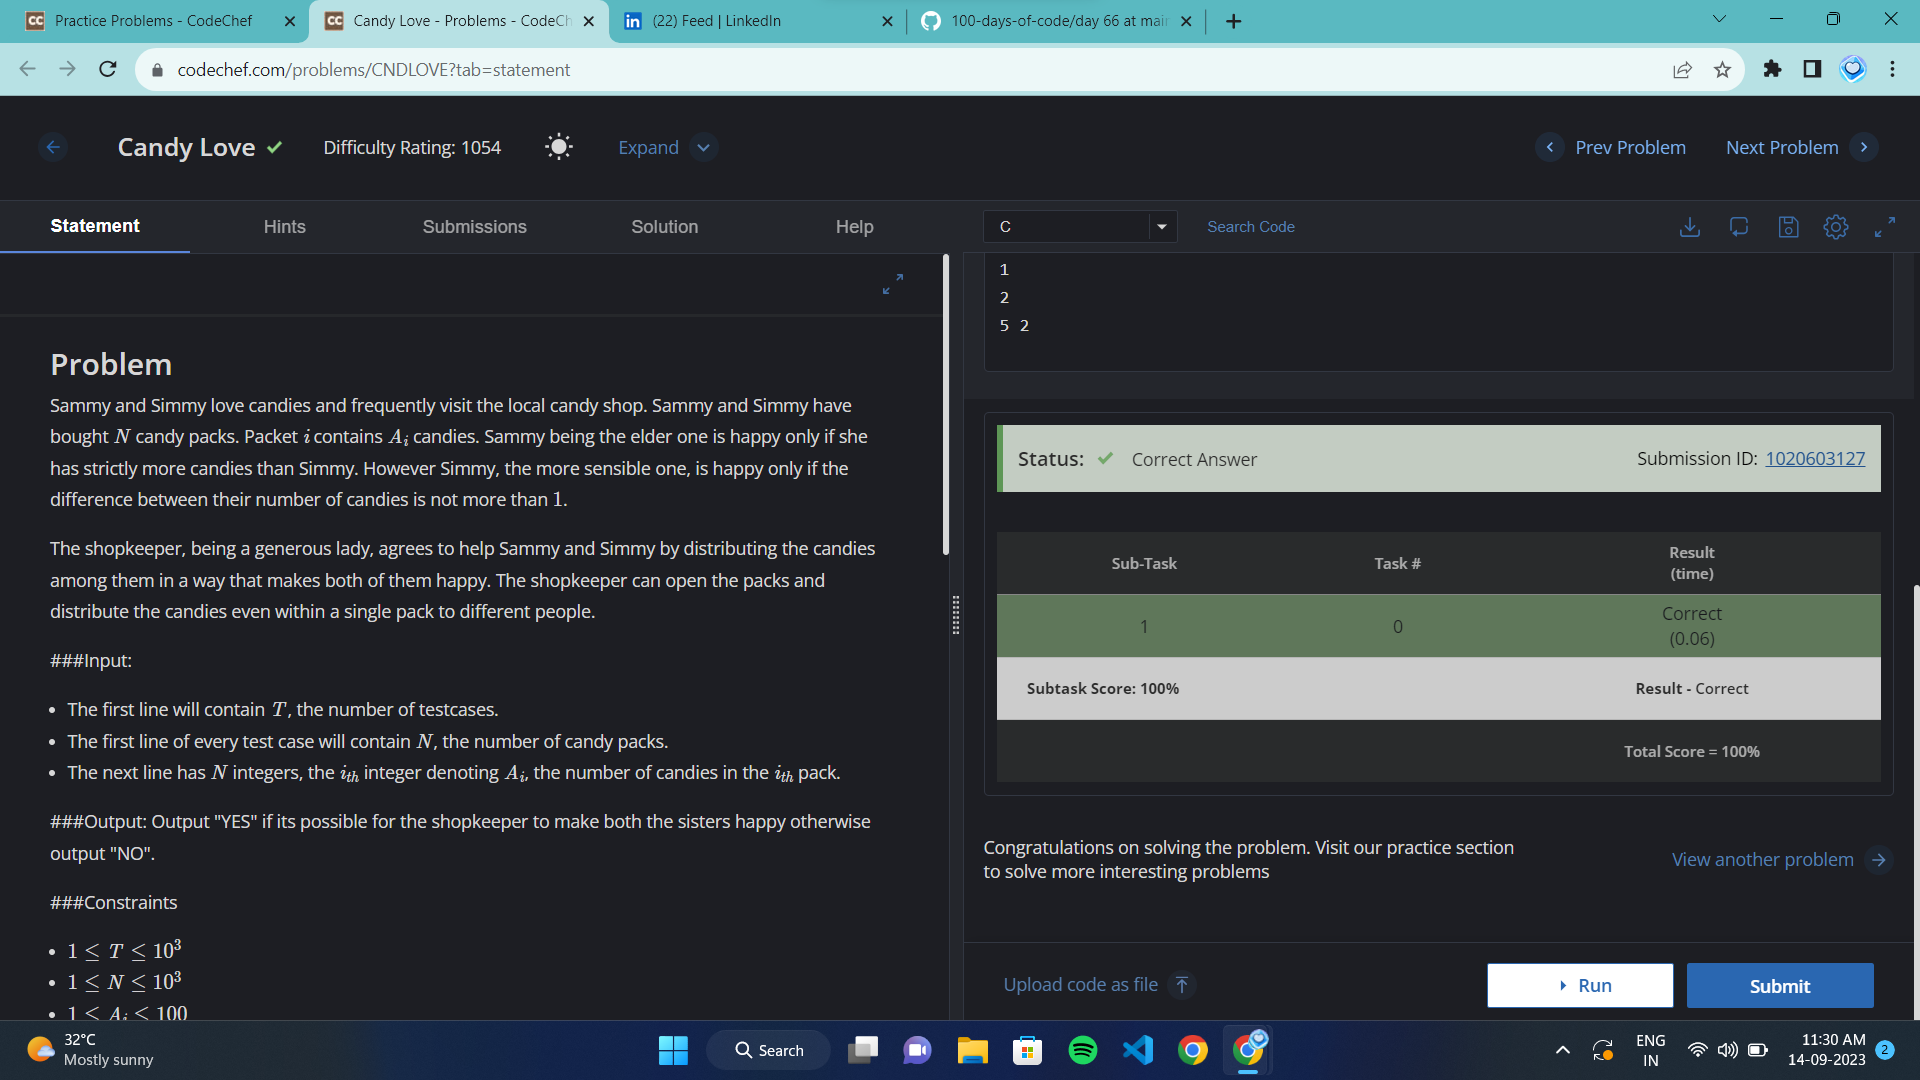 Practice Problems - CodeChef
Candy Love - Problems - CodeCh
(22) Feed | LinkedIn
100-days-of-code/day 66 at main
codechef.com/problems/CNDLOVE?tab=statement
Candy Love
Difficulty Rating: 1054
Expand
Prev Problem
Next Problem
Statement
Hints
Submissions
Solution
Help
C
Search Code
Problem
Sammy and Simmy love candies and frequently visit the local candy shop. Sammy and Simmy have
bought N candy packs. Packet i contains A_i candies. Sammy being the elder one is happy only if she
has strictly more candies than Simmy. However Simmy, the more sensible one, is happy only if the
difference between their number of candies is not more than 1.
The shopkeeper, being a generous lady, agrees to help Sammy and Simmy by distributing the candies
among them in a way that makes both of them happy. The shopkeeper can open the packs and
distribute the candies even within a single pack to different people.
###Input:
• The first line will contain T, the number of testcases.
• The first line of every test case will contain N, the number of candy packs.
• The next line has N integers, the i_th integer denoting A_i, the number of candies in the i_th pack.
###Output: Output "YES" if its possible for the shopkeeper to make both the sisters happy otherwise
output "NO".
###Constraints
• 1 ≤ T ≤ 10^3
• 1 ≤ N ≤ 10^3
• 1 ≤ A_i ≤ 100
1
2
5 2
Status: ✓ Correct Answer
Submission ID: 1020603127
Sub-Task
Task #
Result
(time)
1
0
Correct
(0.06)
Subtask Score: 100%
Result - Correct
Total Score = 100%
Congratulations on solving the problem. Visit our practice section
to solve more interesting problems
View another problem
Upload code as file
Run
Submit
32°C
Mostly sunny
Search
ENG
IN
11:30 AM
14-09-2023
2